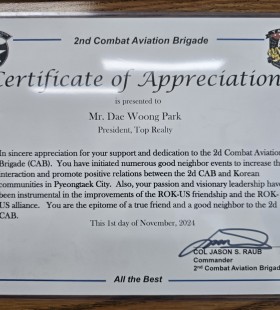 2nd Combat Aviation Brigade
Certificate of Appreciation
is presented to
Mr. Dae Woong Park
President, Top Realty
In sincere appreciation for your support and dedication to the 2d Combat Aviation
Brigade (CAB). You have initiated numerous good neighbor events to increase the
interaction and promote positive relations between the 2d CAB and Korean
communities in Pyeongtaek City. Also, your passion and visionary leadership have
been instrumental in the improvements of the ROK-US friendship and the ROK-
US alliance. You are the epitome of a true friend and a good neighbor to the 2d
CAB.
This 1st day of November, 2024
COL JASON S. RAUB
Commander
2nd Combat Aviation Brigade
All the Best